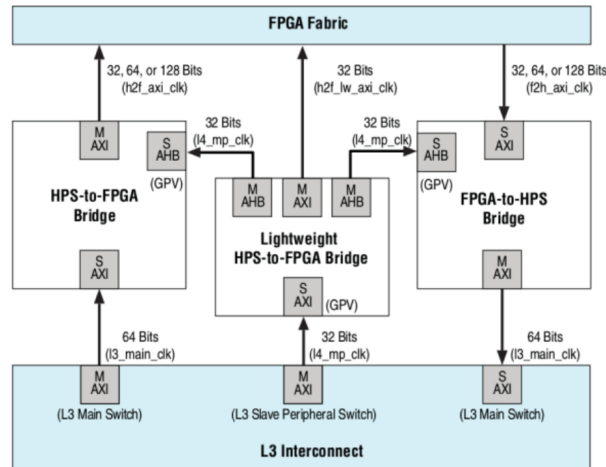 FPGA Fabric
32, 64, or 128 Bits
(h2f_axi_clk)
32 Bits
(h2f_lw_axi_clk)
32, 64, or 128 Bits
(f2h_axi_clk)
M
AXI
S
AHB
(GPV)
HPS-to-FPGA
Bridge
S
AXI
32 Bits
(l4_mp_clk)
32 Bits
(l4_mp_clk)
M
AHB
M
AXI
M
AHB
Lightweight
HPS-to-FPGA Bridge
S
AXI
(GPV)
S
AHB
(GPV)
S
AXI
FPGA-to-HPS
Bridge
M
AXI
64 Bits
(l3_main_clk)
32 Bits
(l4_mp_clk)
64 Bits
(l3_main_clk)
M
AXI
(L3 Main Switch)
M
AXI
(L3 Slave Peripheral Switch)
S
AXI
(L3 Main Switch)
L3 Interconnect